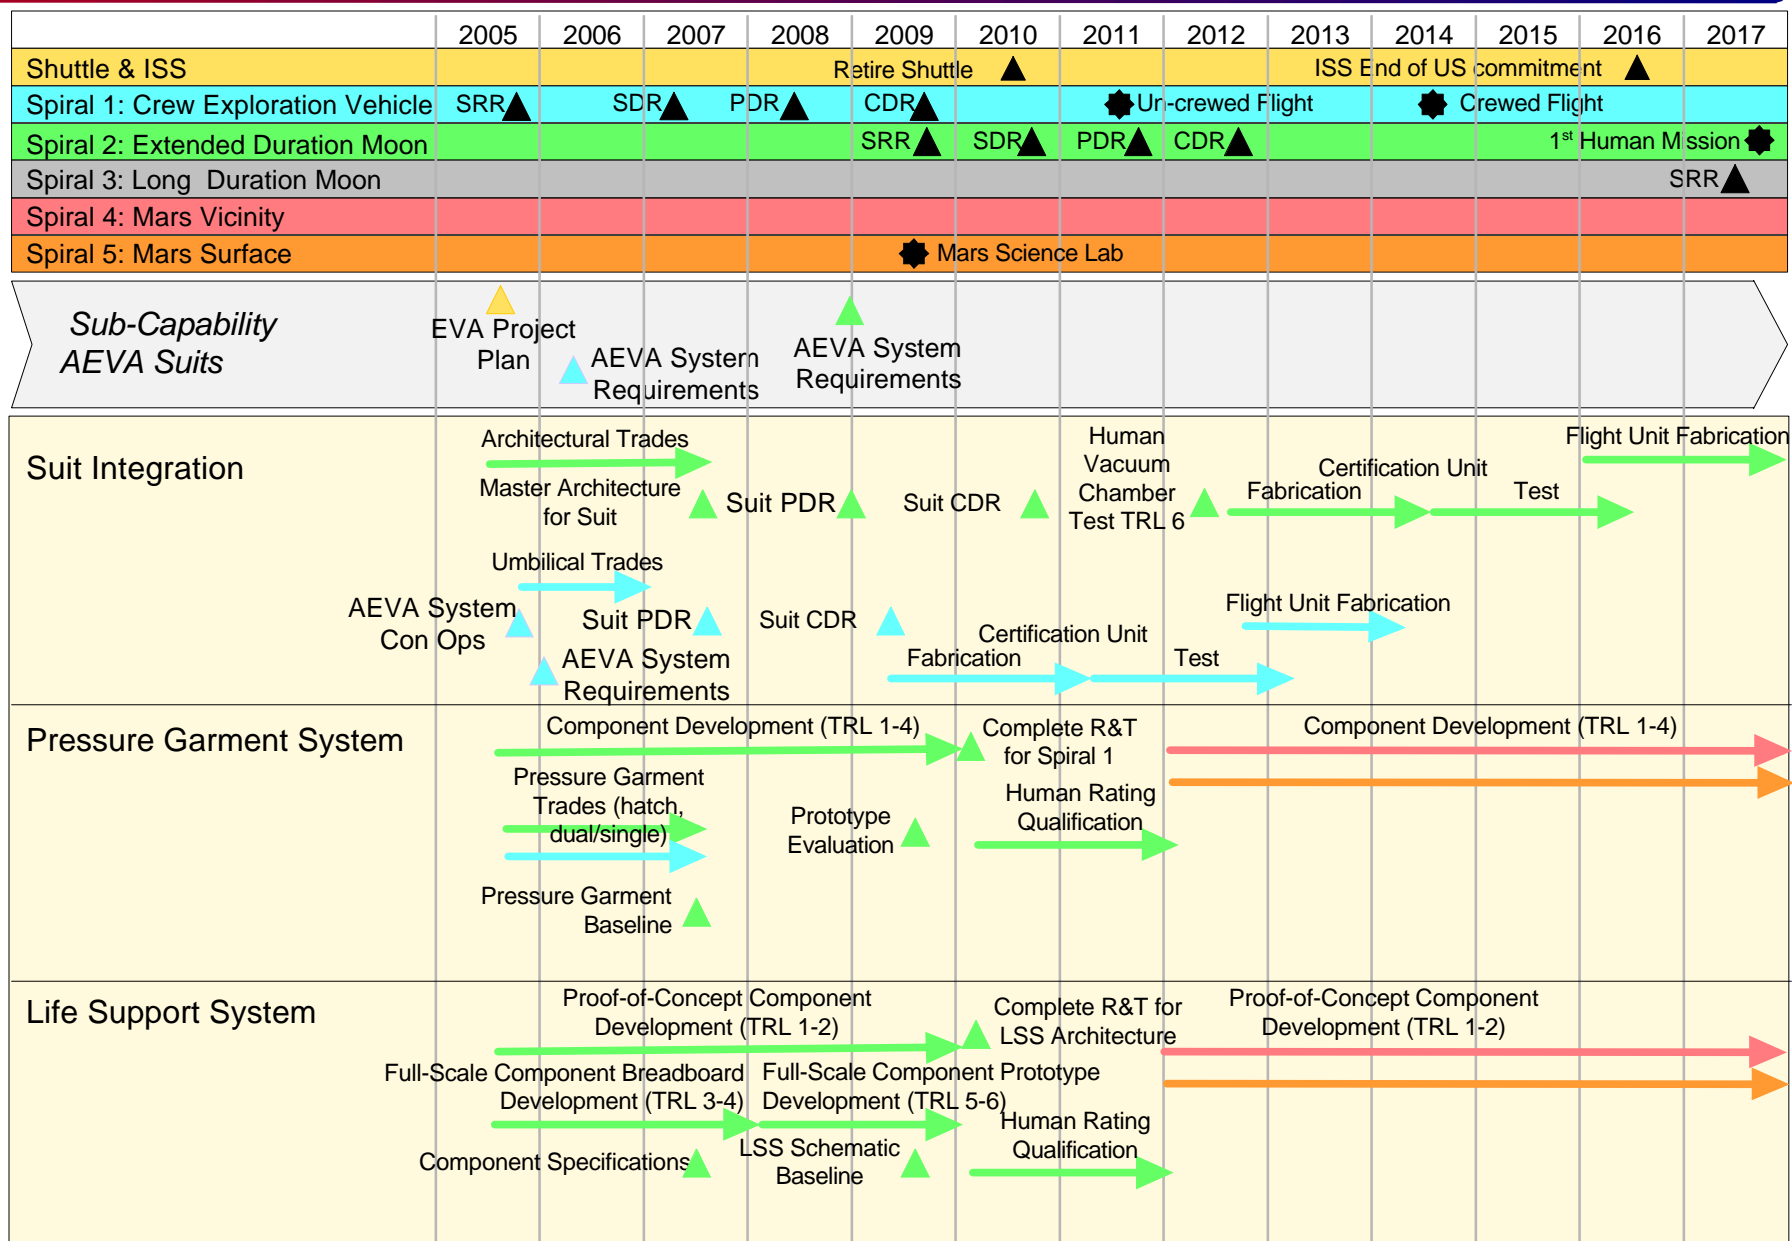 2005 2006 2007 2008 2009 2010 2011 2012 2013 2014 2015 2016 2017
Shuttle & ISS Retire Shuttle ISS End of US commitment
Spiral 1: Crew Exploration Vehicle SRR SDR PDR CDR Un-crewed Flight Crewed Flight
Spiral 2: Extended Duration Moon SRR SDR PDR CDR 1st Human Mission
Spiral 3: Long Duration Moon SRR
Spiral 4: Mars Vicinity
Spiral 5: Mars Surface Mars Science Lab
Sub-Capability
AEVA Suits
EVA Project
Plan
AEVA System
Requirements
AEVA System
Requirements
Suit Integration
Architectural Trades
Master Architecture
for Suit
Suit PDR
Suit CDR
Human
Vacuum
Chamber
Test TRL 6
Certification Unit
Fabrication Test
Flight Unit Fabrication
Umbilical Trades
AEVA System
Con Ops
AEVA System
Requirements
Suit PDR
Suit CDR
Certification Unit
Fabrication Test
Flight Unit Fabrication
Pressure Garment System
Component Development (TRL 1-4)
Complete R&T
for Spiral 1
Component Development (TRL 1-4)
Pressure Garment
Trades (hatch,
dual/single)
Prototype
Evaluation
Human Rating
Qualification
Pressure Garment
Baseline
Life Support System
Proof-of-Concept Component
Development (TRL 1-2)
Complete R&T for
LSS Architecture
Proof-of-Concept Component
Development (TRL 1-2)
Full-Scale Component Breadboard
Development (TRL 3-4)
Full-Scale Component Prototype
Development (TRL 5-6)
Human Rating
Qualification
Component Specifications
LSS Schematic
Baseline